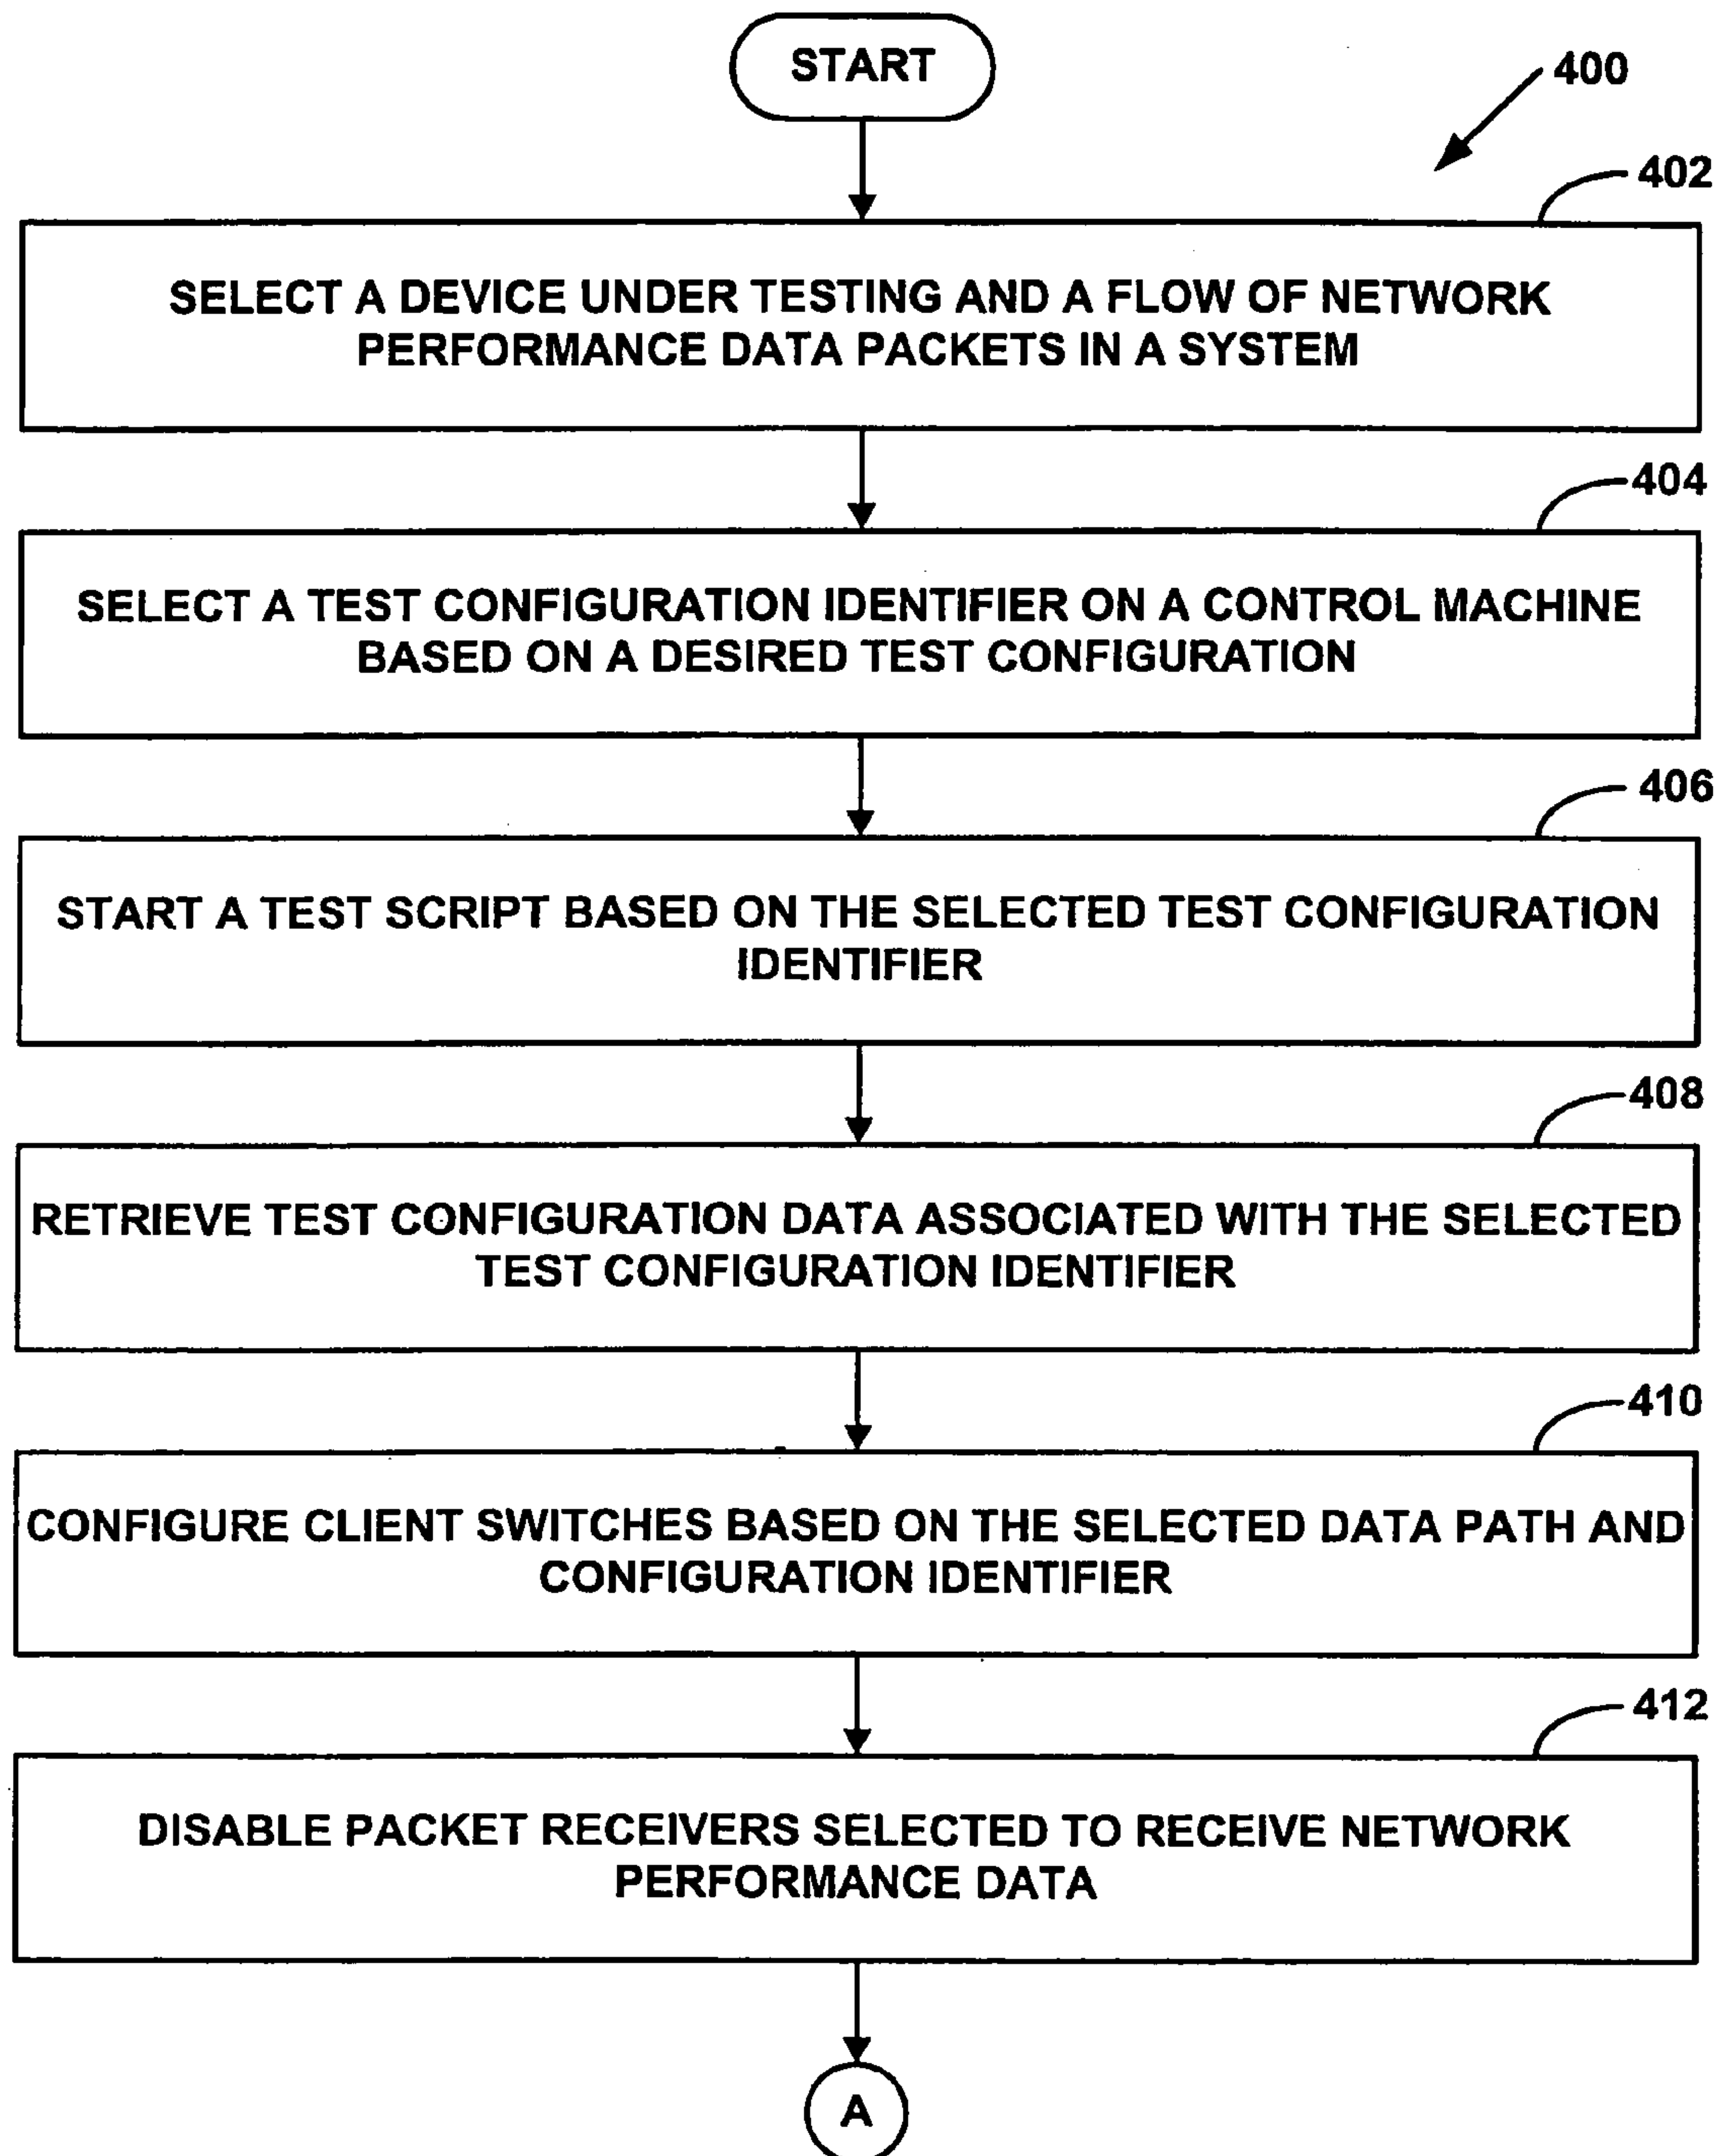 START
400
402
SELECT A DEVICE UNDER TESTING AND A FLOW OF NETWORK
PERFORMANCE DATA PACKETS IN A SYSTEM
404
SELECT A TEST CONFIGURATION IDENTIFIER ON A CONTROL MACHINE
BASED ON A DESIRED TEST CONFIGURATION
406
START A TEST SCRIPT BASED ON THE SELECTED TEST CONFIGURATION
IDENTIFIER
408
RETRIEVE TEST CONFIGURATION DATA ASSOCIATED WITH THE SELECTED
TEST CONFIGURATION IDENTIFIER
410
CONFIGURE CLIENT SWITCHES BASED ON THE SELECTED DATA PATH AND
CONFIGURATION IDENTIFIER
412
DISABLE PACKET RECEIVERS SELECTED TO RECEIVE NETWORK
PERFORMANCE DATA
A